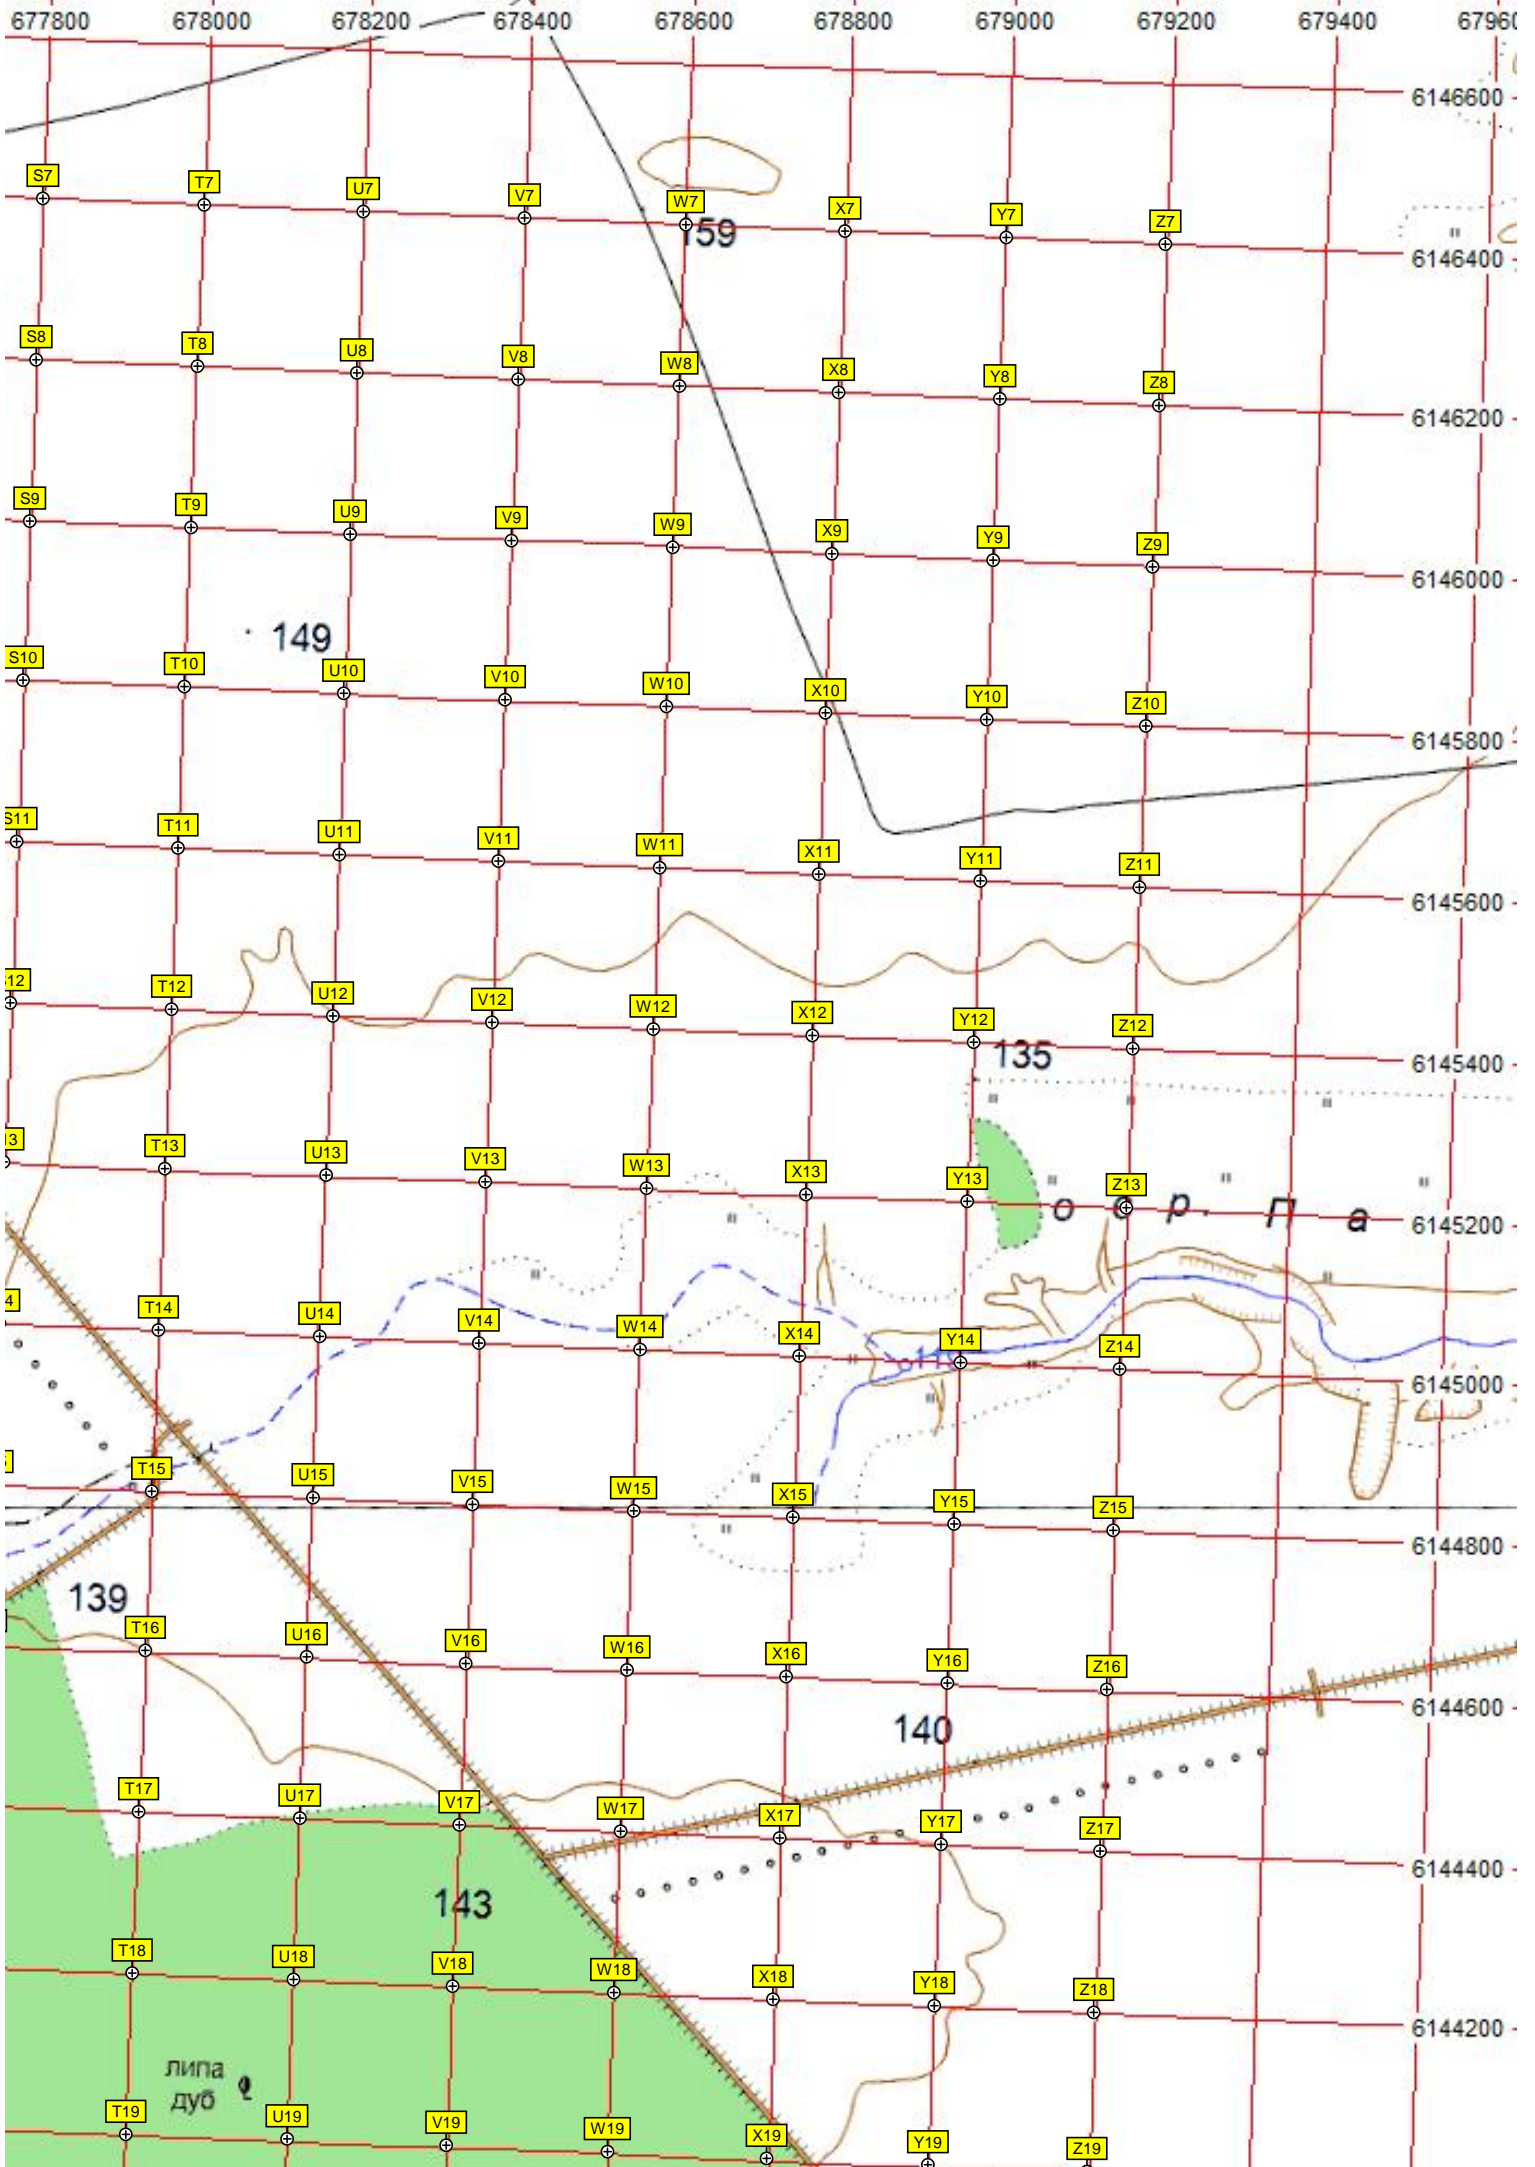 677800 678000 678200 678400 678600 678800 679000 679200 679400
6146600
S7 T7 U7 V7 W7 X7 Y7 Z7
159
6146400
S8 T8 U8 V8 W8 X8 Y8 Z8
6146200
S9 T9 U9 V9 W9 X9 Y9 Z9
6146000
149
S10 T10 U10 V10 W10 X10 Y10 Z10
6145800
S11 T11 U11 V11 W11 X11 Y11 Z11
6145600
T12 U12 V12 W12 X12 Y12 Z12
135
6145400
T13 U13 V13 W13 X13 Y13 Z13
о в р. П а
6145200
T14 U14 V14 W14 X14 Y14 Z14
6145000
T15 U15 V15 W15 X15 Y15 Z15
6144800
139
T16 U16 V16 W16 X16 Y16 Z16
6144600
140
T17 U17 V17 W17 X17 Y17 Z17
6144400
143
T18 U18 V18 W18 X18 Y18 Z18
6144200
липа
дуб
T19 U19 V19 W19 X19 Y19 Z19